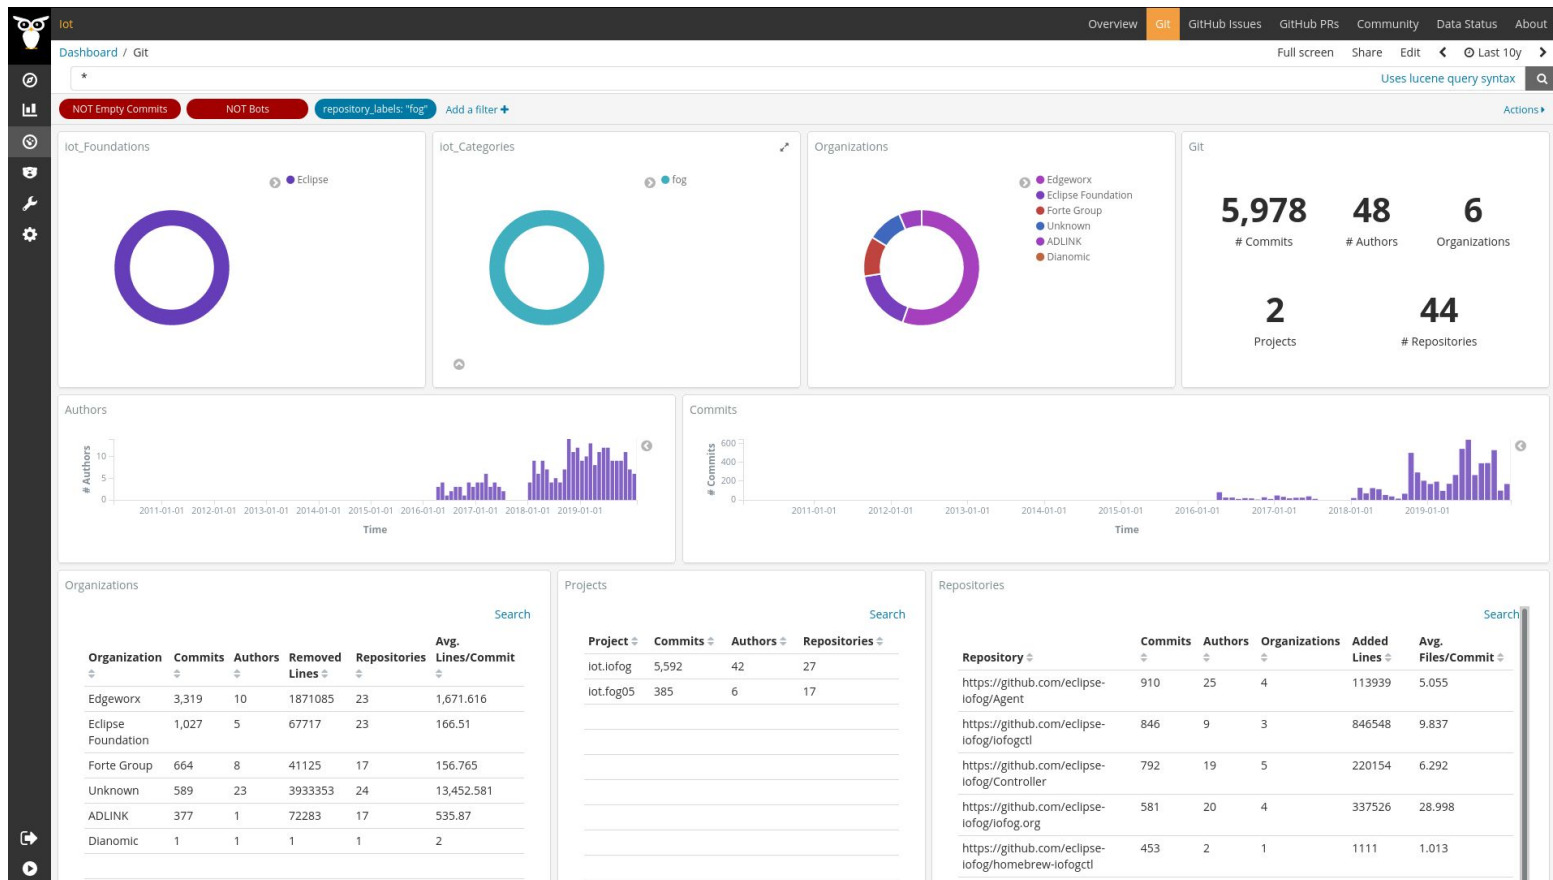 Iot
Overview Git GitHub Issues GitHub PRs Community Data Status About
Dashboard / Git
Full screen Share Edit Last 10y
*
Uses lucene query syntax
NOT Empty Commits NOT Bots repository_labels: "fog" Add a filter +
Actions
iot_Foundations
Eclipse
iot_Categories
fog
Organizations
Edgeworx
Eclipse Foundation
Forte Group
Unknown
ADLINK
Dianomic
Git
5,978 48 6
# Commits # Authors Organizations
2 44
Projects # Repositories
Authors
# Authors
10
5
0
2011-01-01 2012-01-01 2013-01-01 2014-01-01 2015-01-01 2016-01-01 2017-01-01 2018-01-01 2019-01-01
Time
Commits
# Commits
600
400
200
0
2011-01-01 2012-01-01 2013-01-01 2014-01-01 2015-01-01 2016-01-01 2017-01-01 2018-01-01 2019-01-01
Time
Organizations
Search
Organization Commits Authors Removed Lines Repositories Avg. Lines/Commit
Edgeworx 3,319 10 1871085 23 1,671.616
Eclipse Foundation 1,027 5 67717 23 166.51
Forte Group 664 8 41125 17 156.765
Unknown 589 23 3933353 24 13,452.581
ADLINK 377 1 72283 17 535.87
Dianomic 1 1 1 1 2
Projects
Search
Project Commits Authors Repositories
iot.iofog 5,592 42 27
iot.fog05 385 6 17
Repositories
Search
Repository Commits Authors Organizations Added Lines Avg. Files/Commit
https://github.com/eclipse-
iofog/Agent
910 25 4 113939 5.055
https://github.com/eclipse-
iofog/iofogctl
846 9 3 846548 9.837
https://github.com/eclipse-
iofog/Controller
792 19 5 220154 6.292
https://github.com/eclipse-
iofog/iofog.org
581 20 4 337526 28.998
https://github.com/eclipse-
iofog/homebrew-iofogctl
453 2 1 1111 1.013